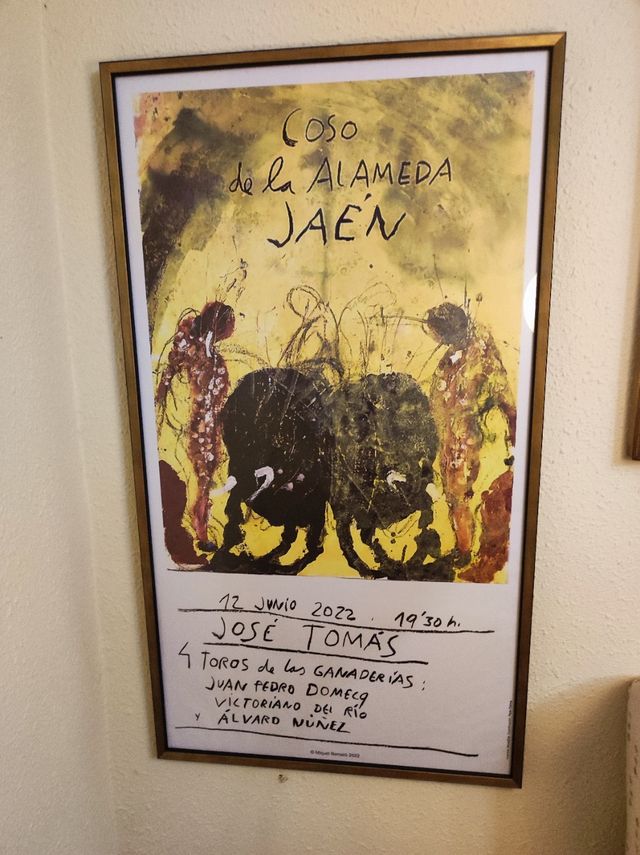 COSO
de la ALAMEDA
JAÉN
12 JUNIO 2022. 19'30 h.
JOSÉ TOMÁS
4 TOROS de las GANADERÍAS:
JUAN PEDRO DOMECQ
VICTORIANO DEL RÍO
Y ÁLVARO NÚÑEZ
© Miquel Barceló 2022